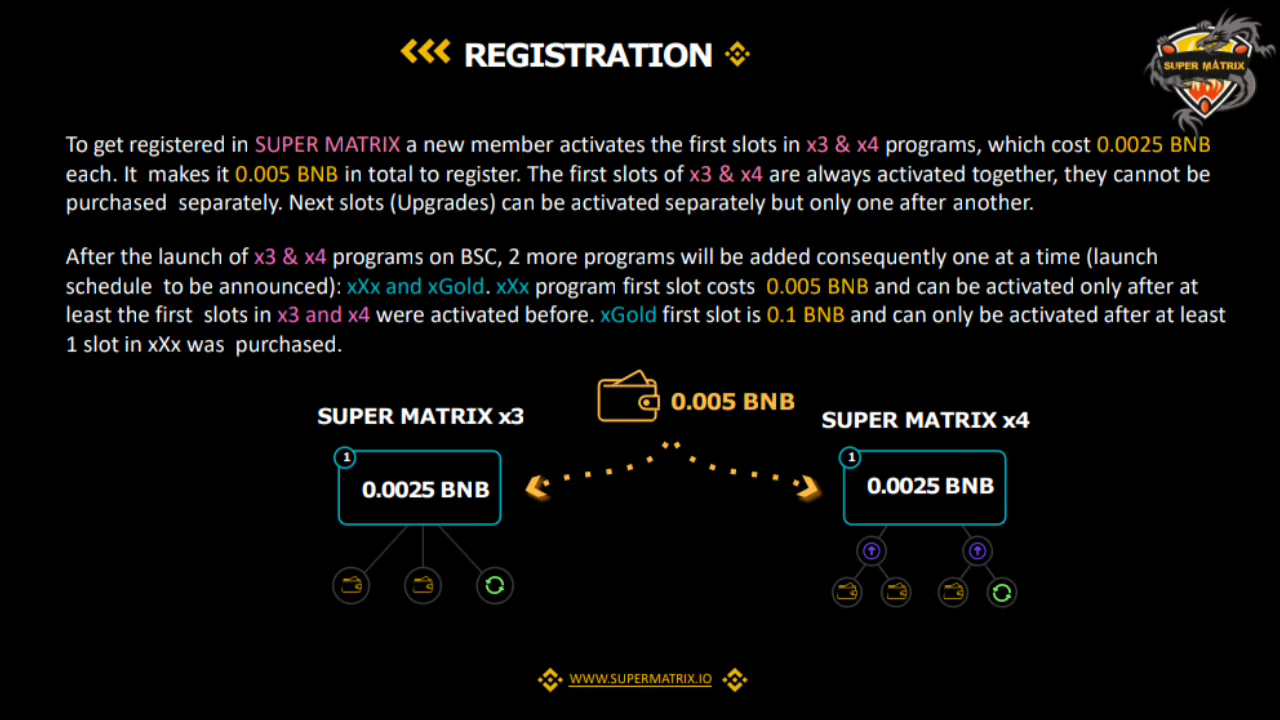 REGISTRATION
SUPER MATRIX
To get registered in SUPER MATRIX a new member activates the first slots in x3 & x4 programs, which cost 0.0025 BNB
each. It makes it 0.005 BNB in total to register. The first slots of x3 & x4 are always activated together, they cannot be
purchased separately. Next slots (Upgrades) can be activated separately but only one after another.
After the launch of x3 & x4 programs on BSC, 2 more programs will be added consequently one at a time (launch
schedule to be announced): xXx and xGold. xXx program first slot costs 0.005 BNB and can be activated only after at
least the first slots in x3 and x4 were activated before. xGold first slot is 0.1 BNB and can only be activated after at least
1 slot in xXx was purchased.
0.005 BNB
SUPER MATRIX x3
1
0.0025 BNB
SUPER MATRIX x4
1
0.0025 BNB
WWW.SUPERMATRIX.IO